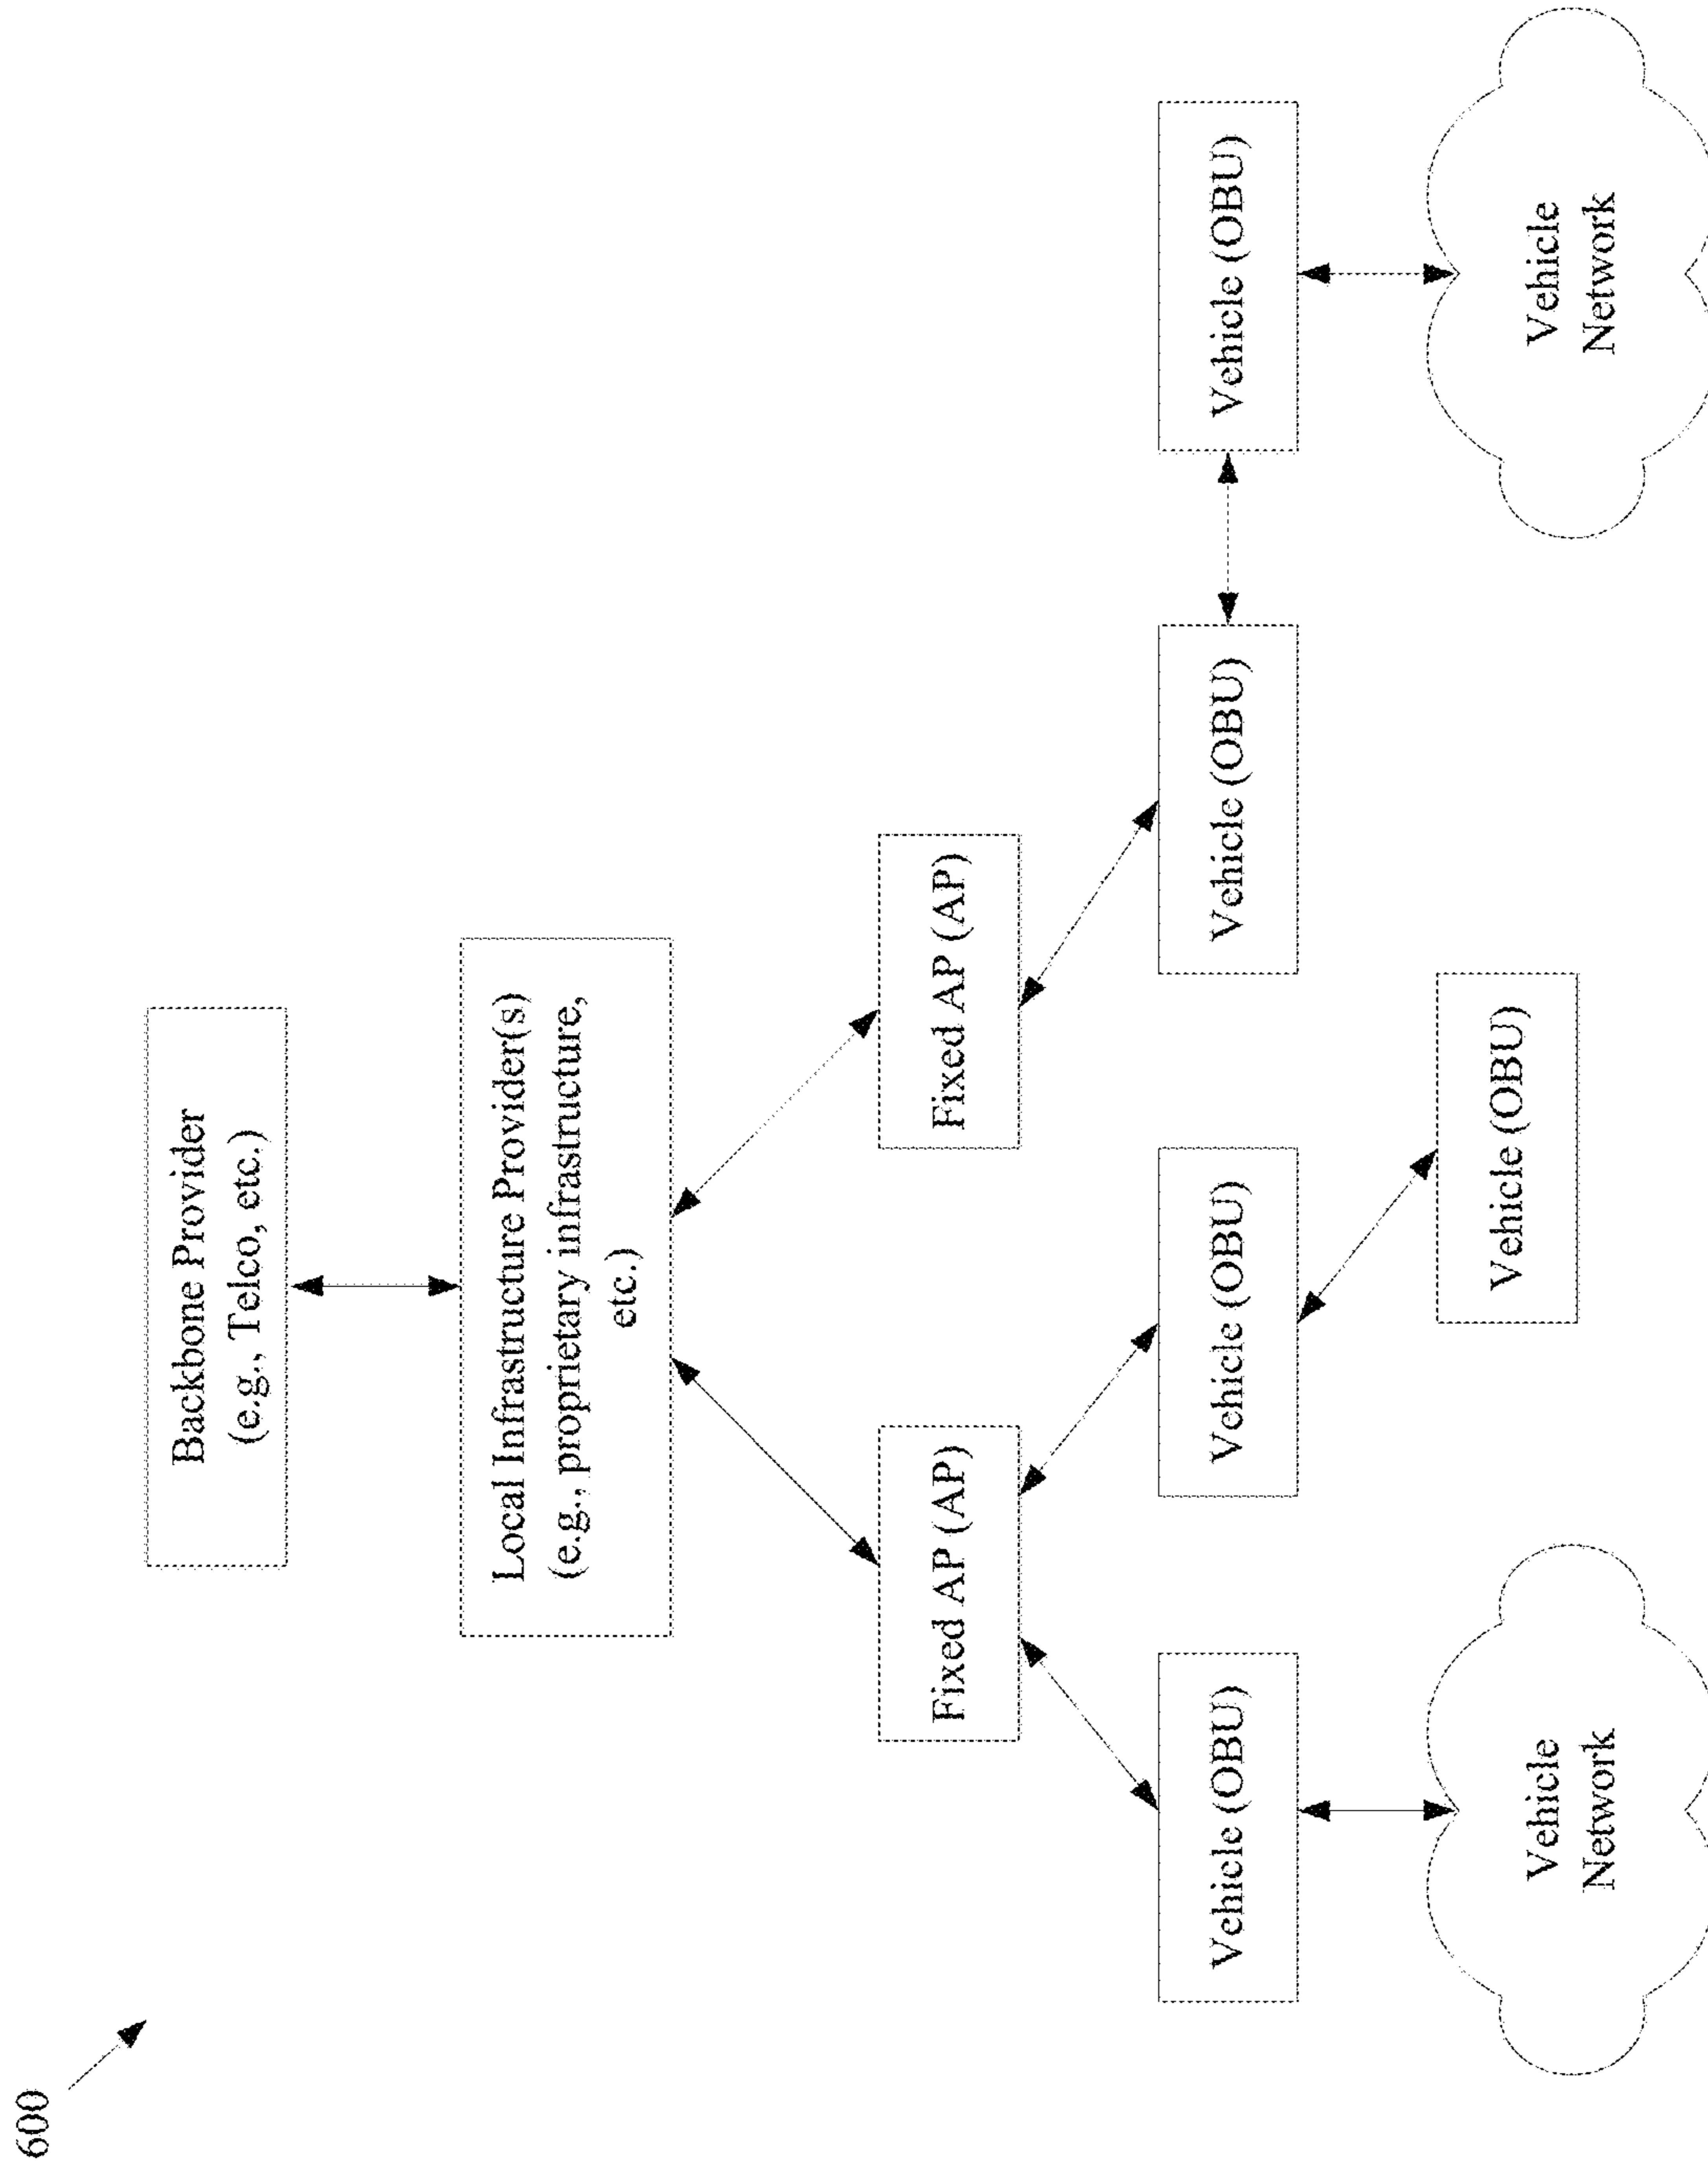 600
Backbone Provider
(e.g., Telco, etc.)
Local Infrastructure Provider(s)
(e.g., proprietary infrastructure,
etc.)
Fixed AP (AP)
Fixed AP (AP)
Vehicle (OBU)
Vehicle (OBU)
Vehicle (OBU)
Vehicle (OBU)
Vehicle
Network
Vehicle (OBU)
Vehicle
Network